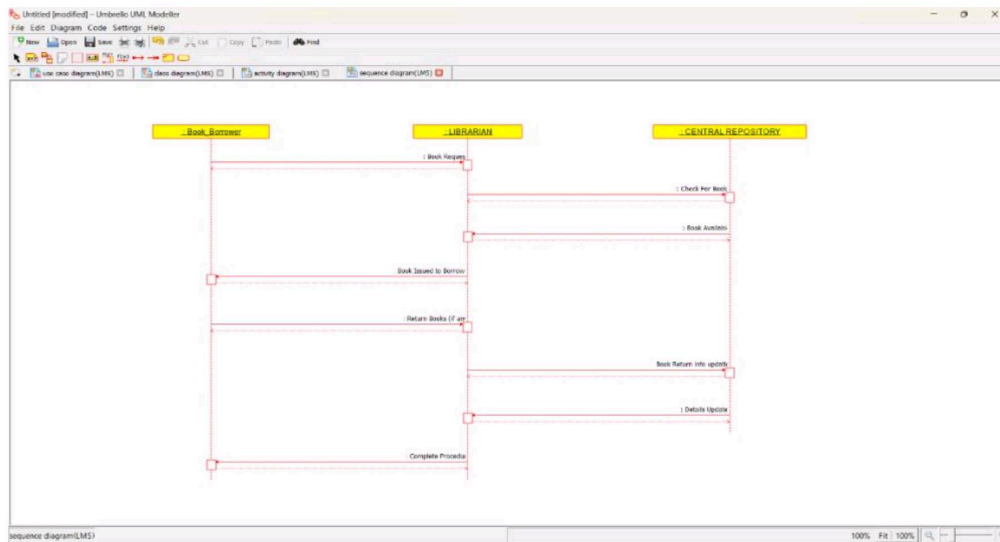 Untitled [modified] - Umbrello UML Modeller
File Edit Diagram Code Settings Help
New Open Save Cut Copy Paste Find
use case diagram(LMS) class diagram(LMS) activity diagram(LMS) sequence diagram(LMS)
: Book_Borrower : LIBRARIAN : CENTRAL REPOSITORY
: Book Reques
: Check For Book
: Book Availab
Book Issued to Borrow
: Return Books (if an
Book Return info updat
: Details Update
: Complete Procedu
sequence diagram(LMS) 100% Fit 100%